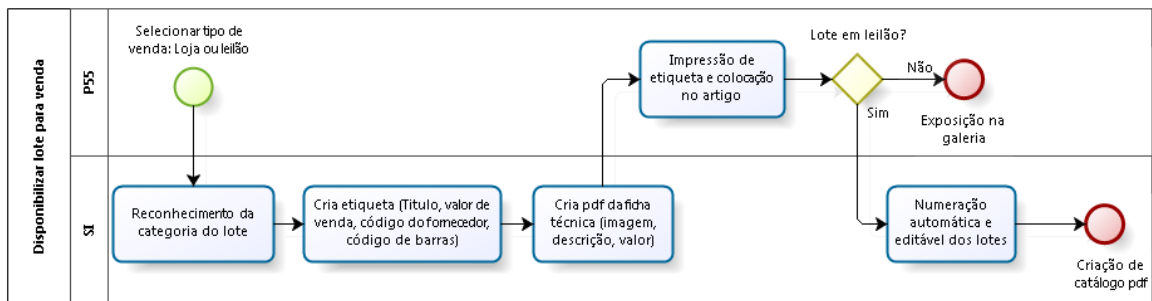 Disponibilizar lote para venda
P55
Selecionar tipo de
venda: Loja ou leilão
Impressão de
etiqueta e colocação
no artigo
Lote em leilão?
Não
Sim
Exposição na
galeria
SI
Reconhecimento da
categoria do lote
Cria etiqueta (Titulo, valor de
venda, código do fornecedor,
código de barras)
Cria pdf da ficha
técnica (imagem,
descrição, valor)
Numeração
automática e
editável dos lotes
Criação de
catálogo pdf